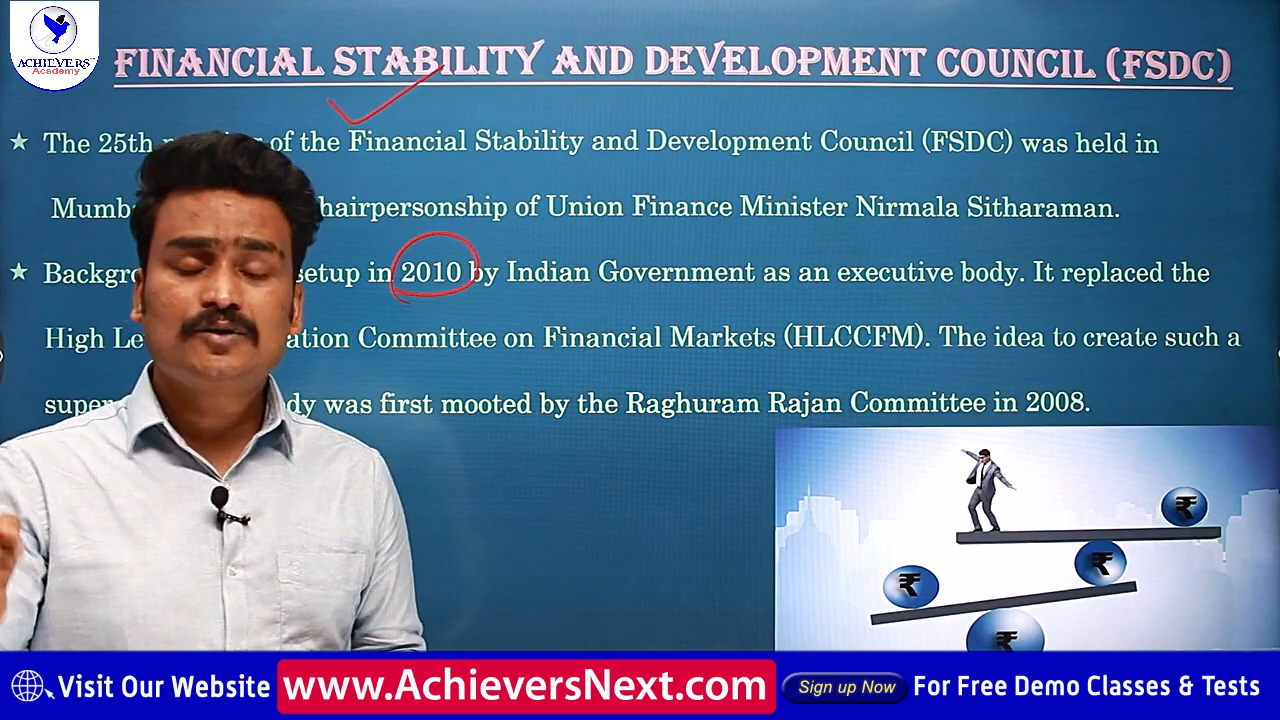 ACHIEVERS
Academy
FINANCIAL STABILITY AND DEVELOPMENT COUNCIL (FSDC)
The 25th of the Financial Stability and Development Council (FSDC) was held in
Mumba hairpersonship of Union Finance Minister Nirmala Sitharaman.
Backgro setup in 2010 by Indian Government as an executive body. It replaced the
High Le ation Committee on Financial Markets (HLCCFM). The idea to create such a
super dy was first mooted by the Raghuram Rajan Committee in 2008.
₹
₹
₹
₹
Visit Our Website www.AchieversNext.com Sign up Now For Free Demo Classes & Tests